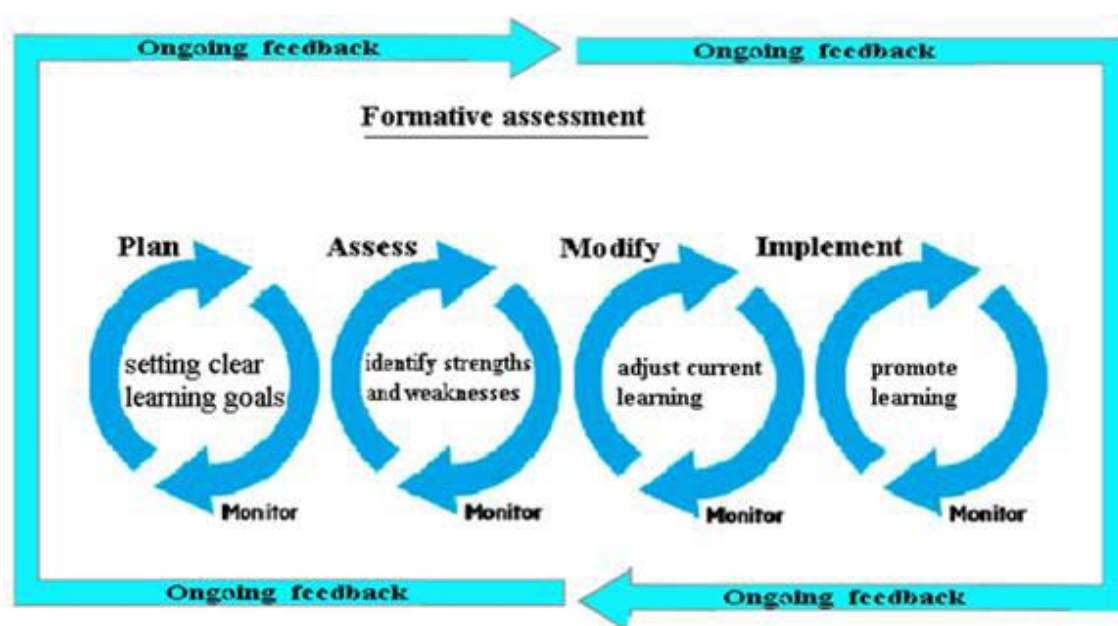 Ongoing feedback
Ongoing feedback
Formative assessment
Plan
setting clear
learning goals
Monitor
Assess
identify strengths
and weaknesses
Monitor
Modify
adjust current
learning
Monitor
Implement
promote
learning
Monitor
Ongoing feedback
Ongoing feedback